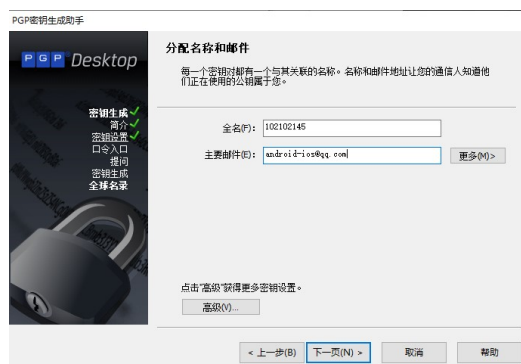 PGP密钥生成助手
PGP Desktop
密钥生成
简介
密钥设置
口令入口
提问
密钥生成
全球名录
分配名称和邮件
每一个密钥对都有一个与其关联的名称。名称和邮件地址让您的通信人知道他
们正在使用的公钥属于您。
全名(F): 102102145
主要邮件(E): android-ios@qq.com
更多(M)>
点击"高级"获得更多密钥设置。
高级(V)...
< 上一步(B) 下一页(N) > 取消 帮助